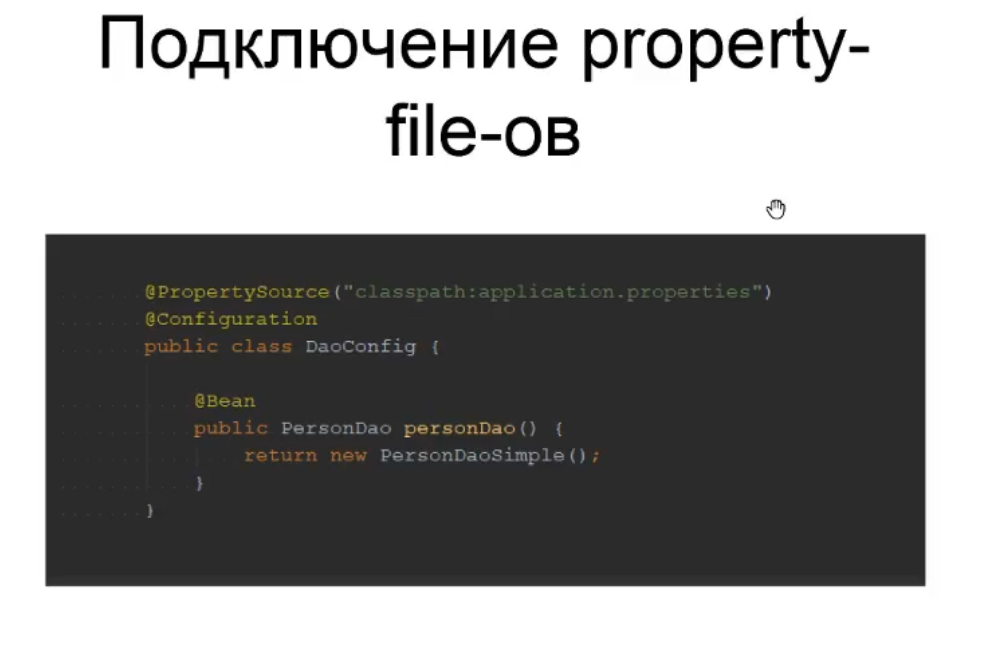 Подключение property-
file-ов
@PropertySource("classpath:application.properties")
@Configuration
public class DaoConfig {
@Bean
public PersonDao personDao() {
return new PersonDaoSimple();
}
}